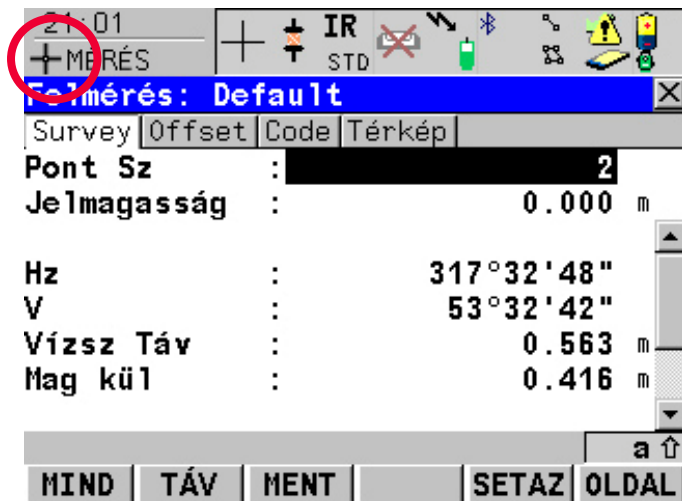 21:01
IR
STD
MÉRÉS
Felmérés: Default
Survey Offset Code Térkép
Pont Sz : 2
Jelmagasság : 0.000 m
Hz : 317°32'48"
V : 53°32'42"
Vízsz Táv : 0.563 m
Mag kül : 0.416 m
a
MIND TÁV MENT SETAZ OLDAL